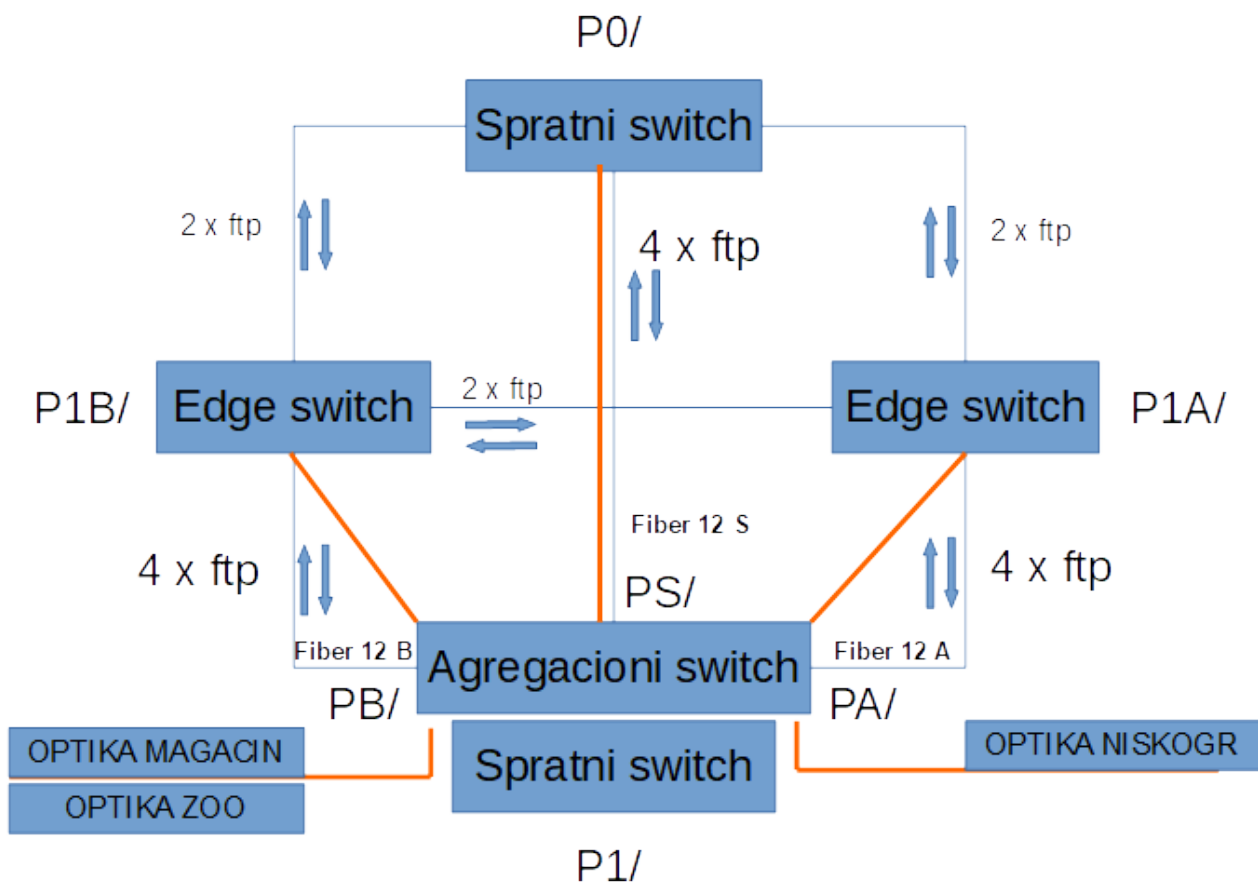 P0/
Spratni switch
2 x ftp
4 x ftp
2 x ftp
P1B/
Edge switch
2 x ftp
Edge switch
P1A/
Fiber 12 S
4 x ftp
PS/
4 x ftp
Fiber 12 B
Agregacioni switch
Fiber 12 A
PB/
PA/
OPTIKA MAGACIN
Spratni switch
OPTIKA NISKOGR
OPTIKA ZOO
P1/